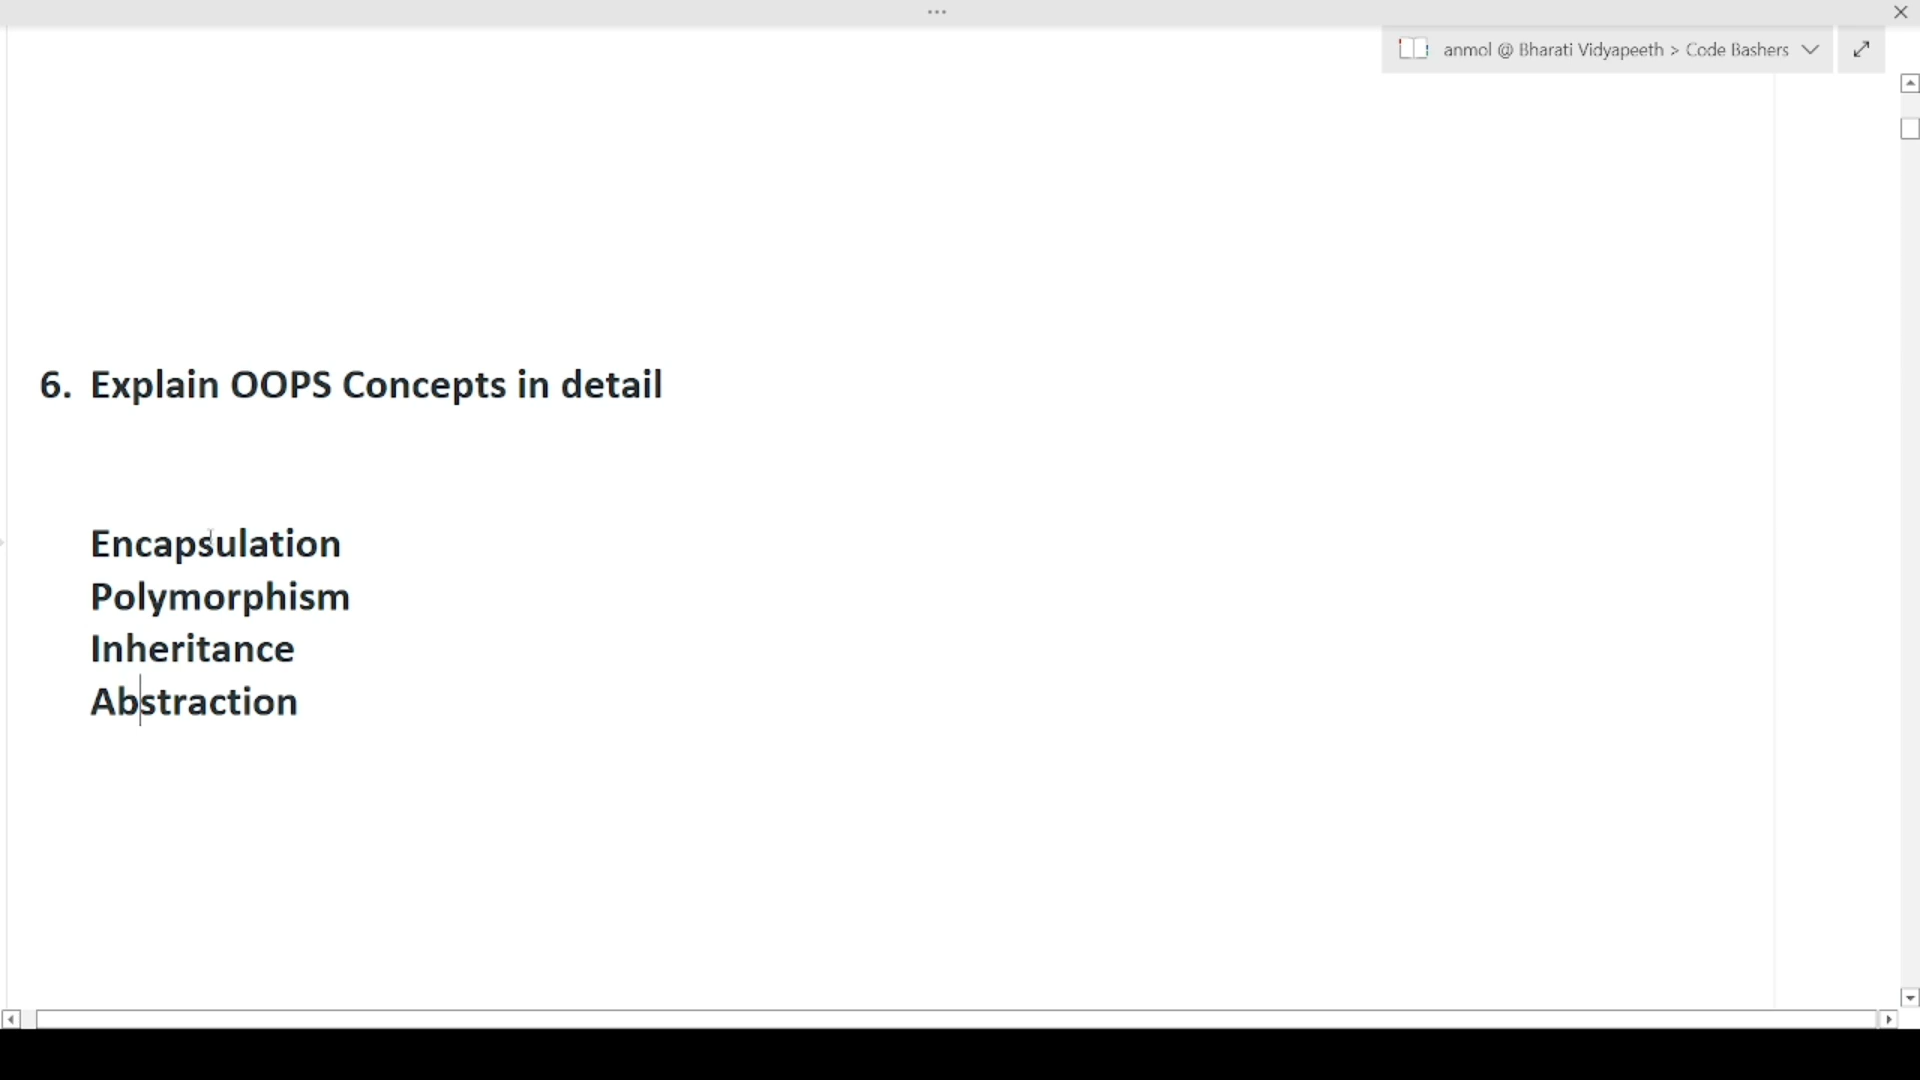 ...
anmol @ Bharati Vidyapeeth > Code Bashers
6. Explain OOPS Concepts in detail
Encapsulation
Polymorphism
Inheritance
Abstraction